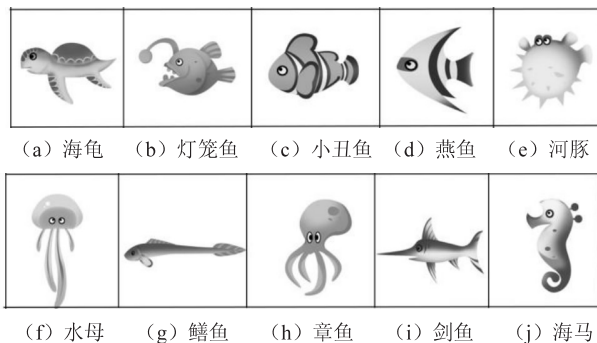 (a) 海龟 (b) 灯笼鱼 (c) 小丑鱼 (d) 燕鱼 (e) 河豚
(f) 水母 (g) 鳝鱼 (h) 章鱼 (i) 剑鱼 (j) 海马